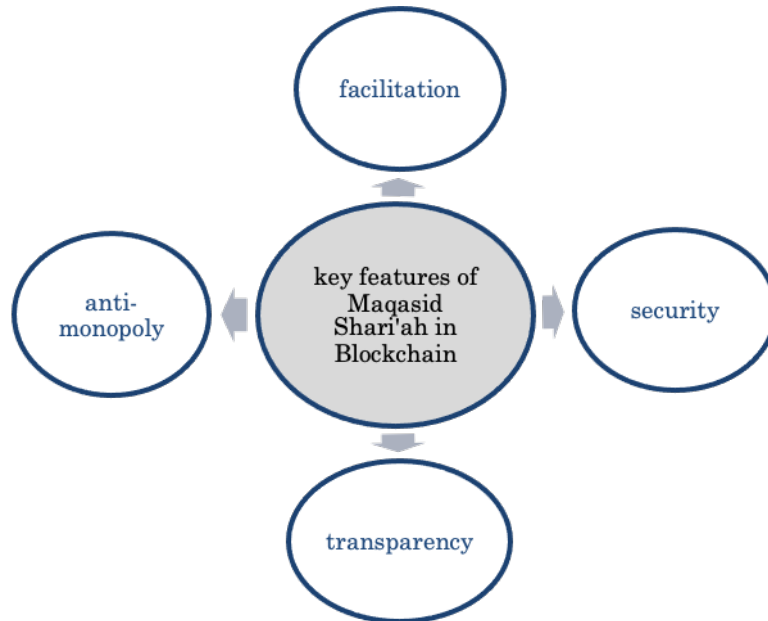 facilitation
key features of
Maqasid
Shari'ah in
Blockchain
anti-
monopoly
security
transparency